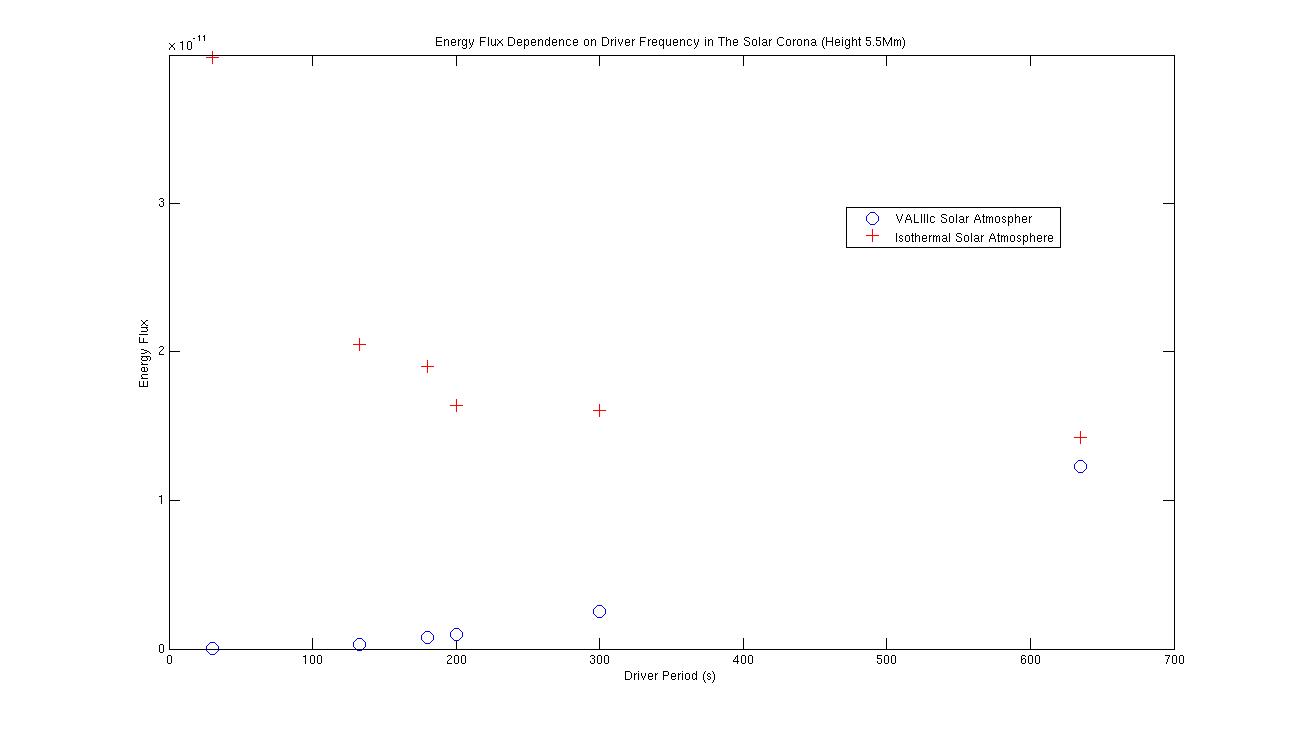 × 10-11
Energy Flux Dependence on Driver Frequency in The Solar Corona (Height 5.5Mm)
3
VALIIIc Solar Atmospher
Isothermal Solar Atmosphere
2
Energy Flux
1
0
0 100 200 300 400 500 600 700
Driver Period (s)